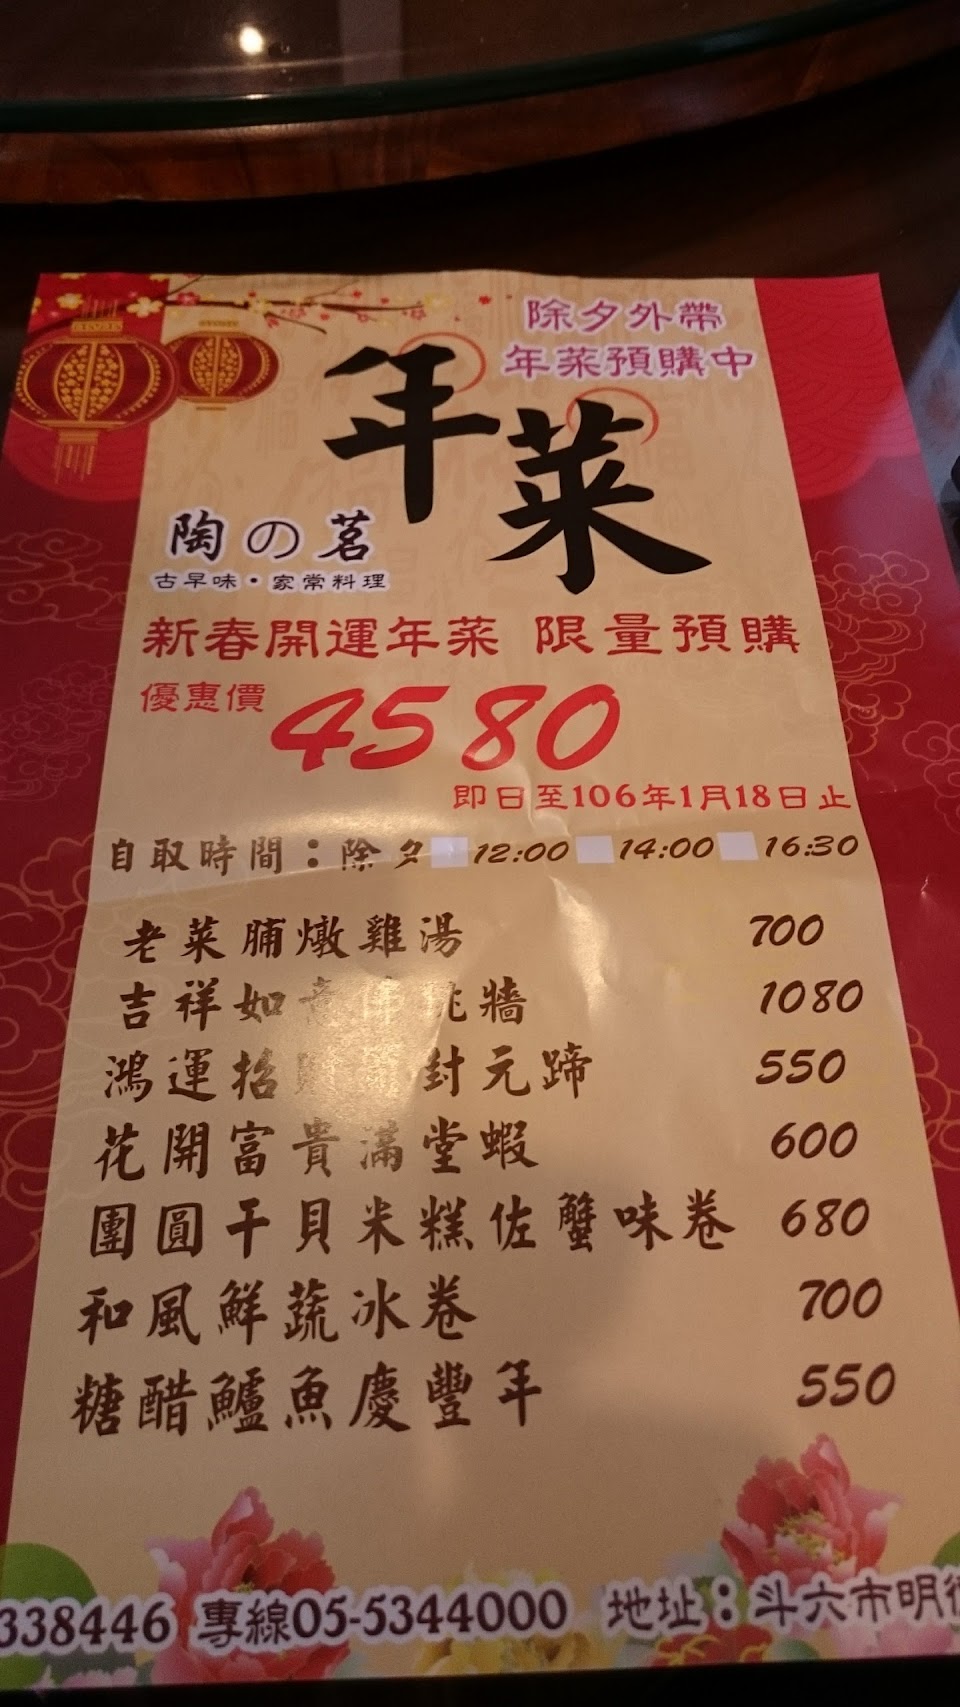 除夕外帶
年菜預購中
年菜
陶の茗
古早味·家常料理
新春開運年菜 限量預購
優惠價 4580
即日至106年1月18日止
自取時間：除夕 12:00 14:00 16:30
老菜脯燉雞湯 700
吉祥如意佛跳牆 1080
鴻運招財 封元蹄 550
花開富貴滿堂蝦 600
團圓干貝米糕佐蟹味卷 680
和風鮮蔬冰卷 700
糖醋鱸魚慶豐年 550
338446 專線05-5344000 地址：斗六市明德